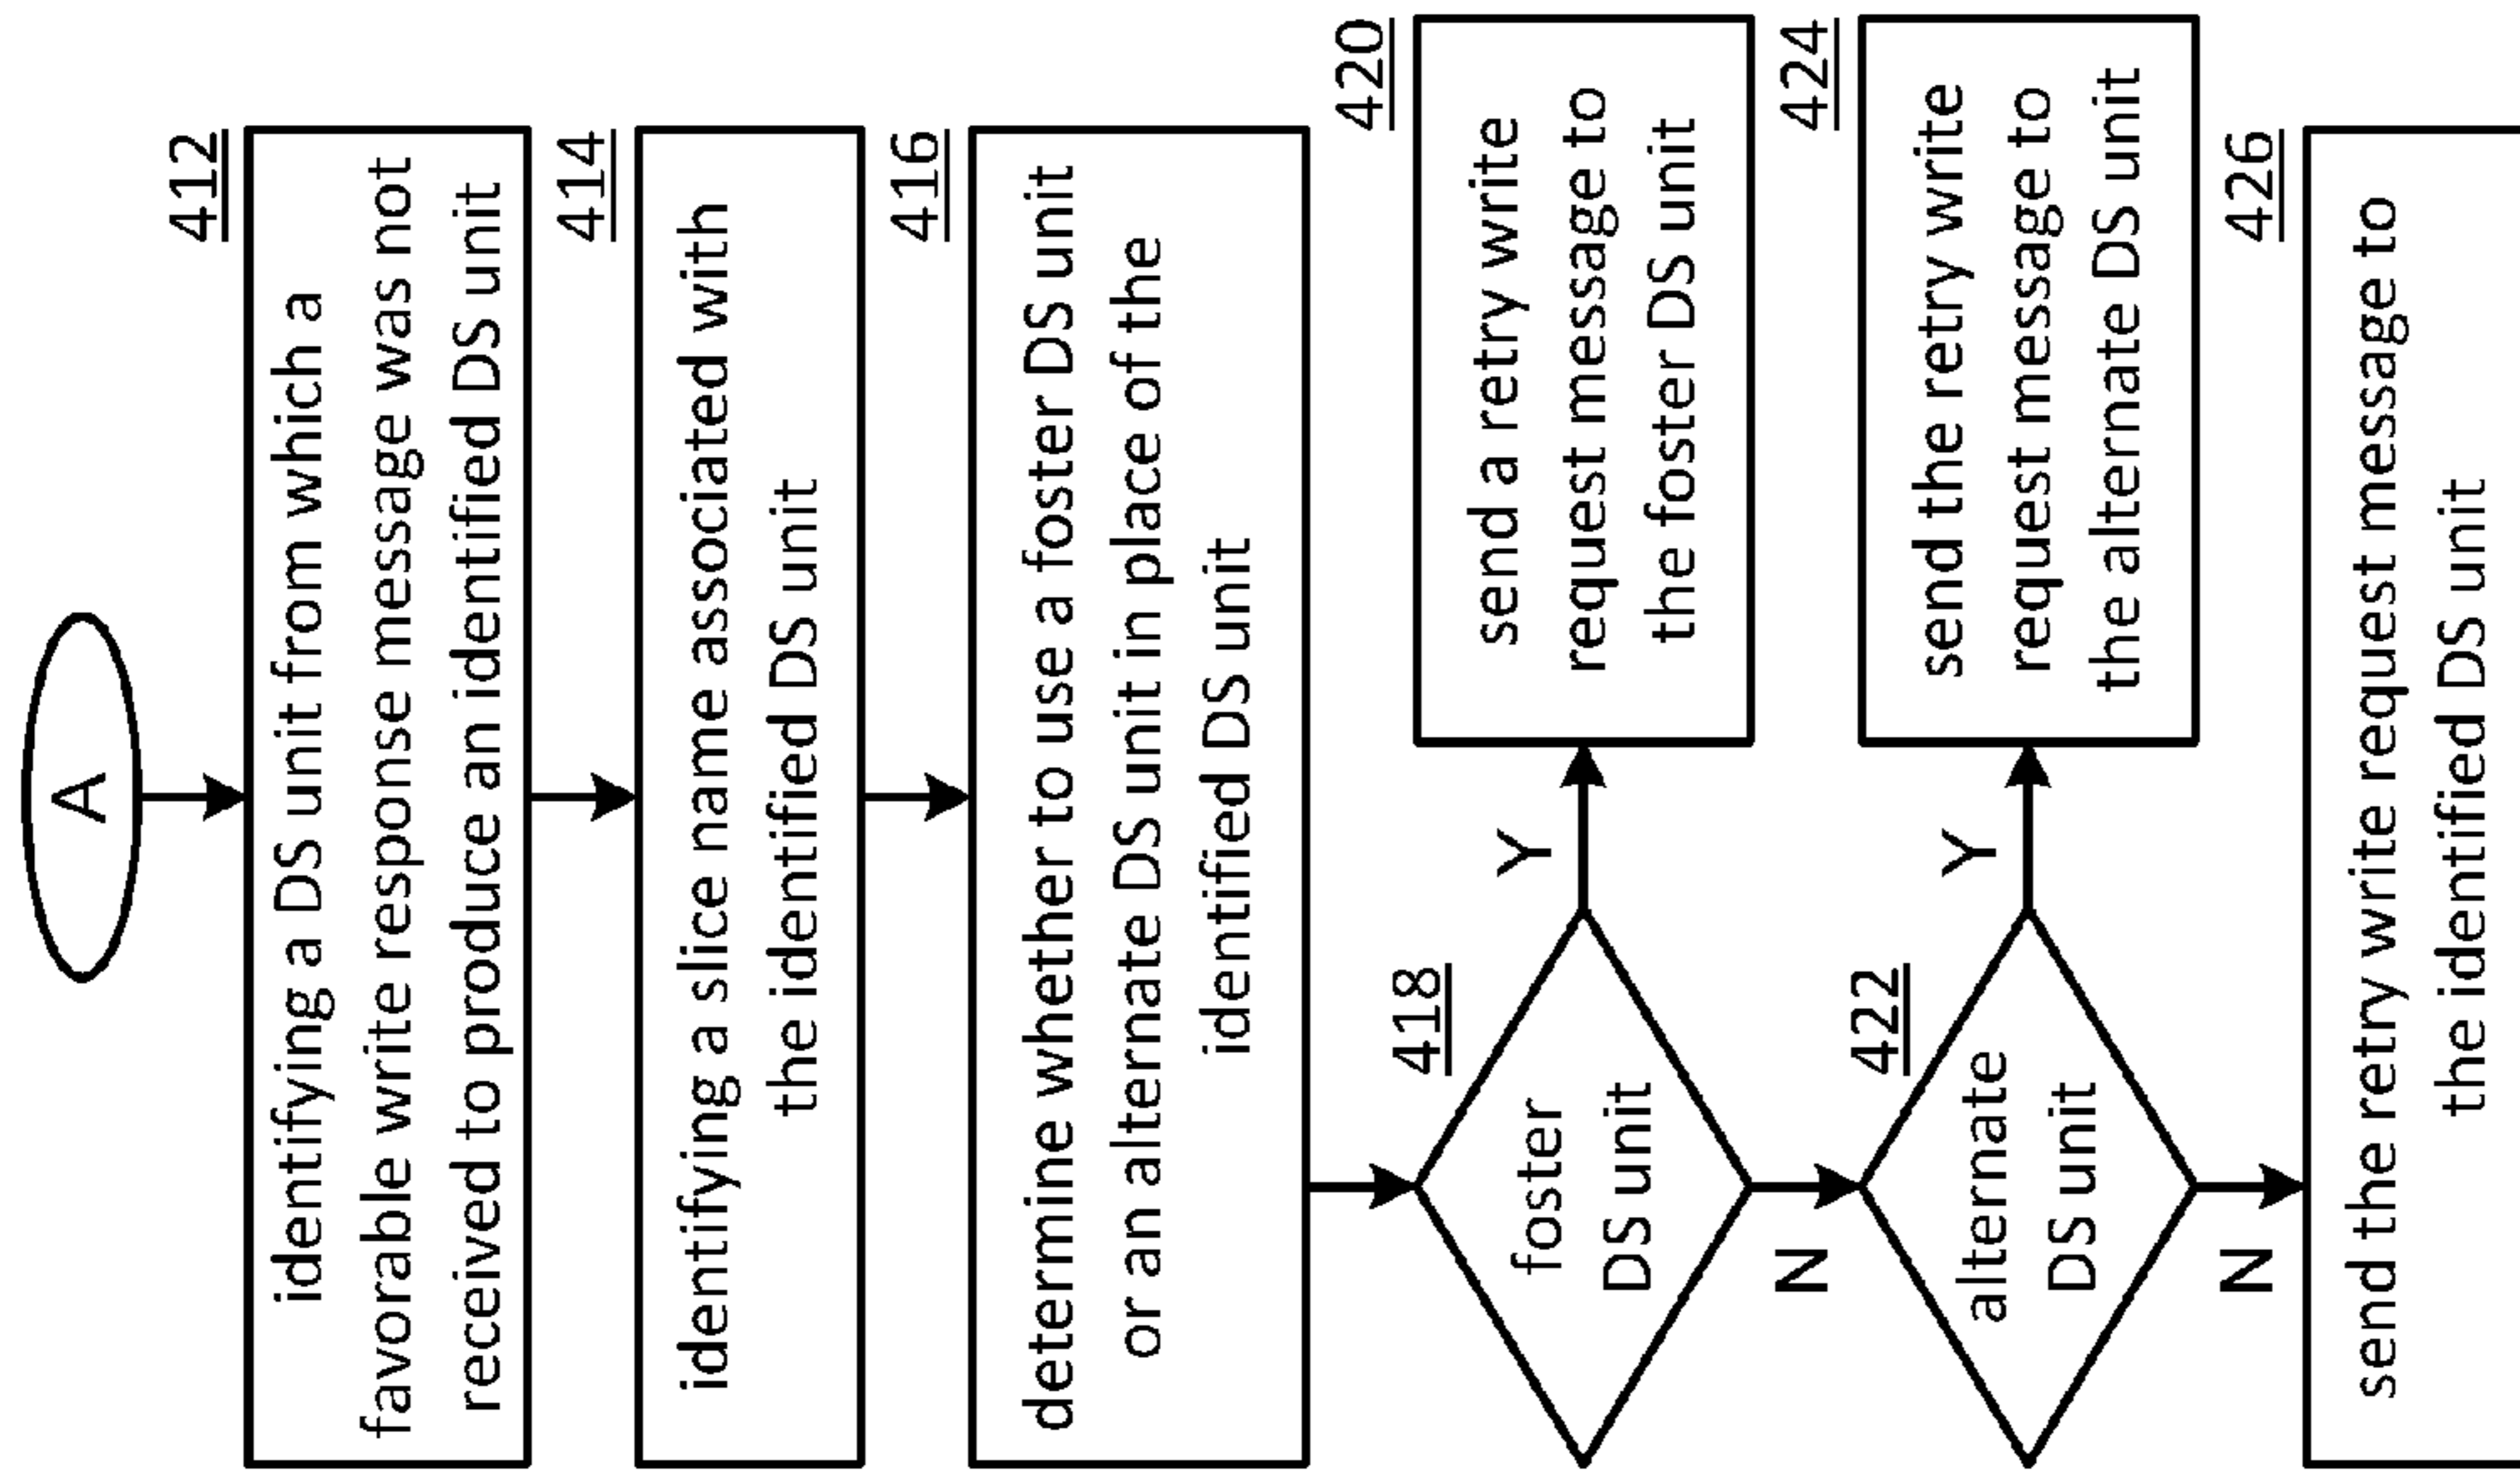 A
412
identifying a DS unit from which a
favorable write response message was not
received to produce an identified DS unit
414
identifying a slice name associated with
the identified DS unit
416
determine whether to use a foster DS unit
or an alternate DS unit in place of the
identified DS unit
418
foster
DS unit
Y
420
send a retry write
request message to
the foster DS unit
N
422
alternate
DS unit
Y
424
send the retry write
request message to
the alternate DS unit
N
426
send the retry write request message to
the identified DS unit